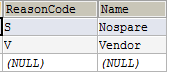 ReasonCode Name
S Nospare
V Vendor
(NULL) (NULL)